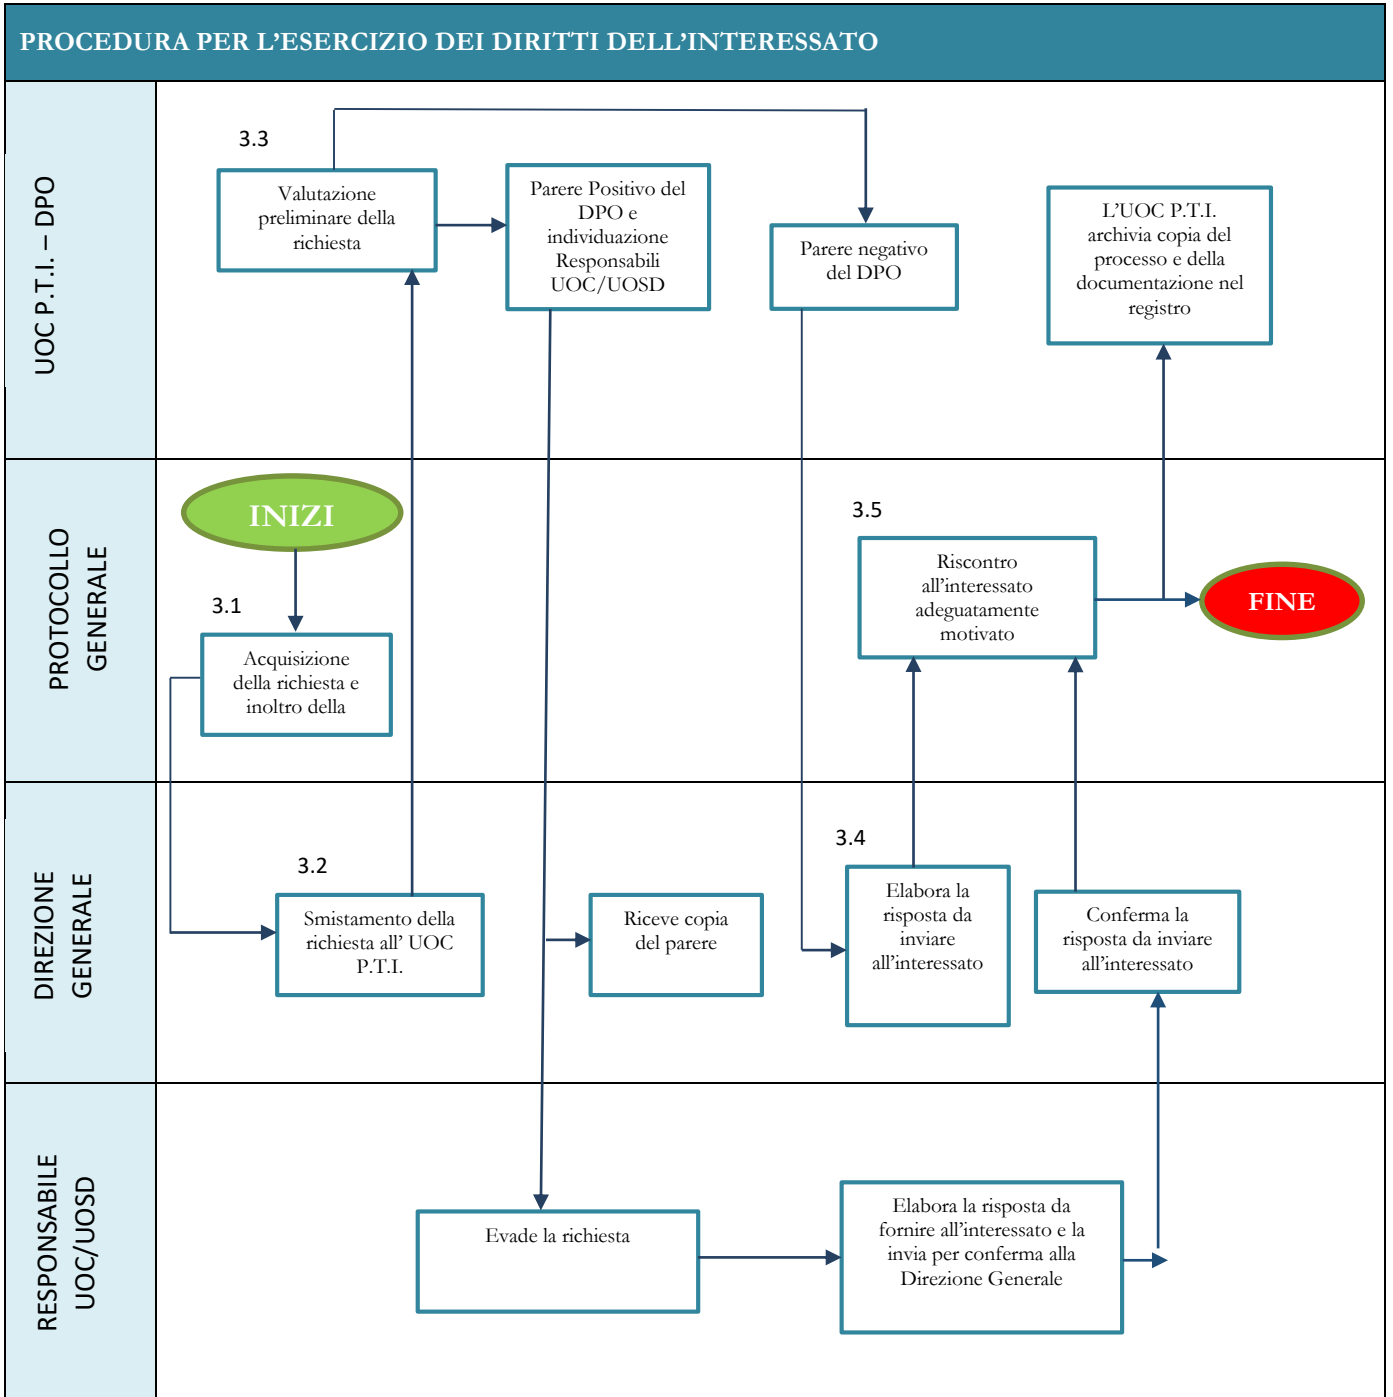 PROCEDURA PER L'ESERCIZIO DEI DIRITTI DELL'INTERESSATO
UOC P.T.I. – DPO
3.3
Valutazione
preliminare della
richiesta
Parere Positivo del
DPO e
individuazione
Responsabili
UOC/UOSD
Parere negativo
del DPO
L'UOC P.T.I.
archivia copia del
processo e della
documentazione nel
registro
PROTOCOLLO
GENERALE
INIZI
3.1
Acquisizione
della richiesta e
inoltro della
3.5
Riscontro
all'interessato
adeguatamente
motivato
FINE
DIREZIONE
GENERALE
3.2
Smistamento della
richiesta all' UOC
P.T.I.
Riceve copia
del parere
3.4
Elabora la
risposta da
inviare
all'interessato
Conferma la
risposta da inviare
all'interessato
RESPONSABILE
UOC/UOSD
Evade la richiesta
Elabora la risposta da
fornire all'interessato e la
invia per conferma alla
Direzione Generale